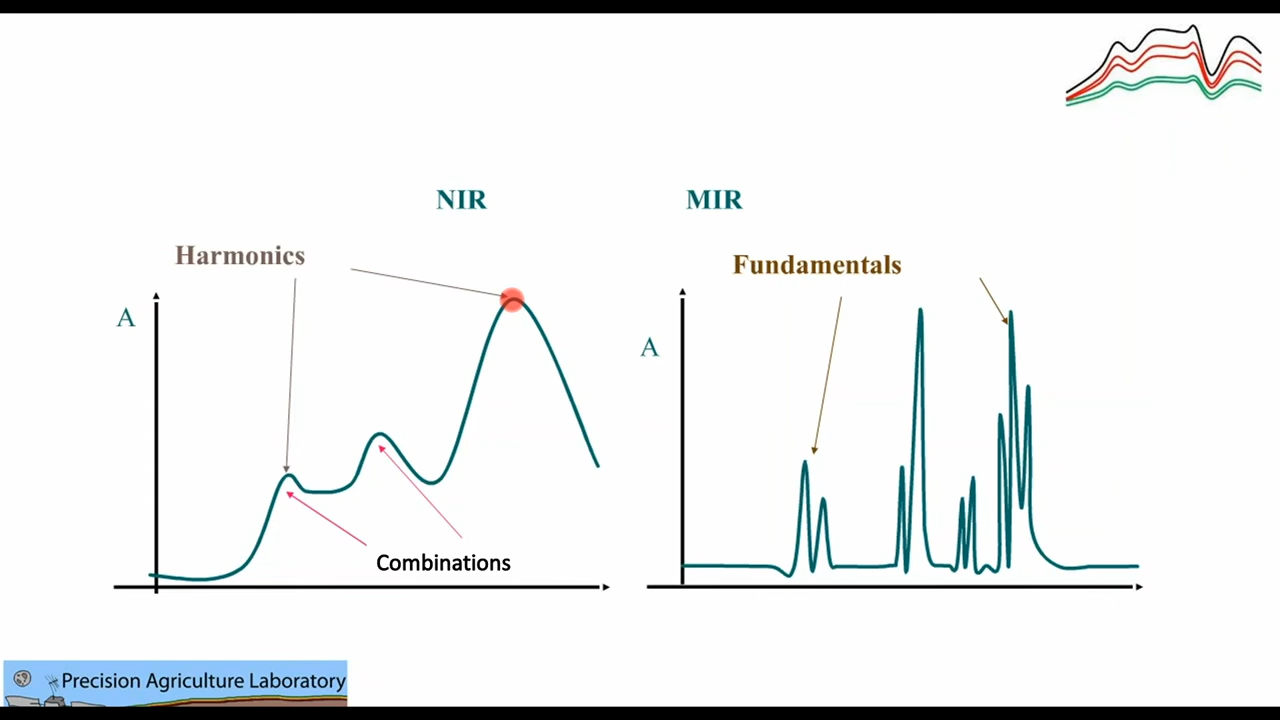 NIR
MIR
Harmonics
Fundamentals
A
A
Combinations
Precision Agriculture Laboratory